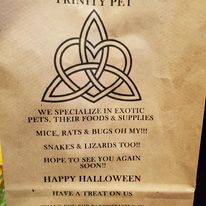 TRINITY PET
WE SPECIALIZE IN EXOTIC
PETS, THEIR FOODS & SUPPLIES
MICE, RATS & BUGS OH MY!!!
SNAKES & LIZARDS TOO!!
HOPE TO SEE YOU AGAIN
SOON!!
HAPPY HALLOWEEN
HAVE A TREAT ON US